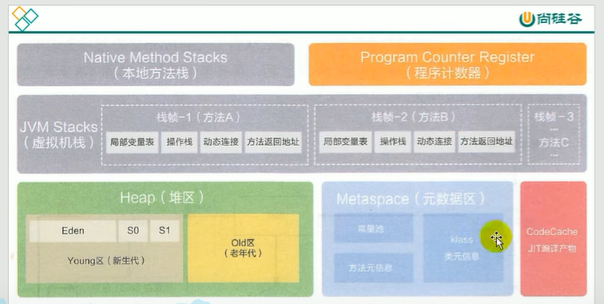 尚硅谷
Native Method Stacks
（本地方法栈）
Program Counter Register
（程序计数器）
JVM Stacks
（虚拟机栈）
栈帧-1（方法A）
局部变量表
操作栈
动态连接
方法返回地址
栈帧-2（方法B）
局部变量表
操作栈
动态连接
方法返回地址
栈帧-3
...
方法C
Heap（堆区）
Eden
S0
S1
Young区（新生代）
Old区
（老年代）
Metaspace（元数据区）
常量池
方法元信息
klass
类元信息
CodeCache
JIT编译产物